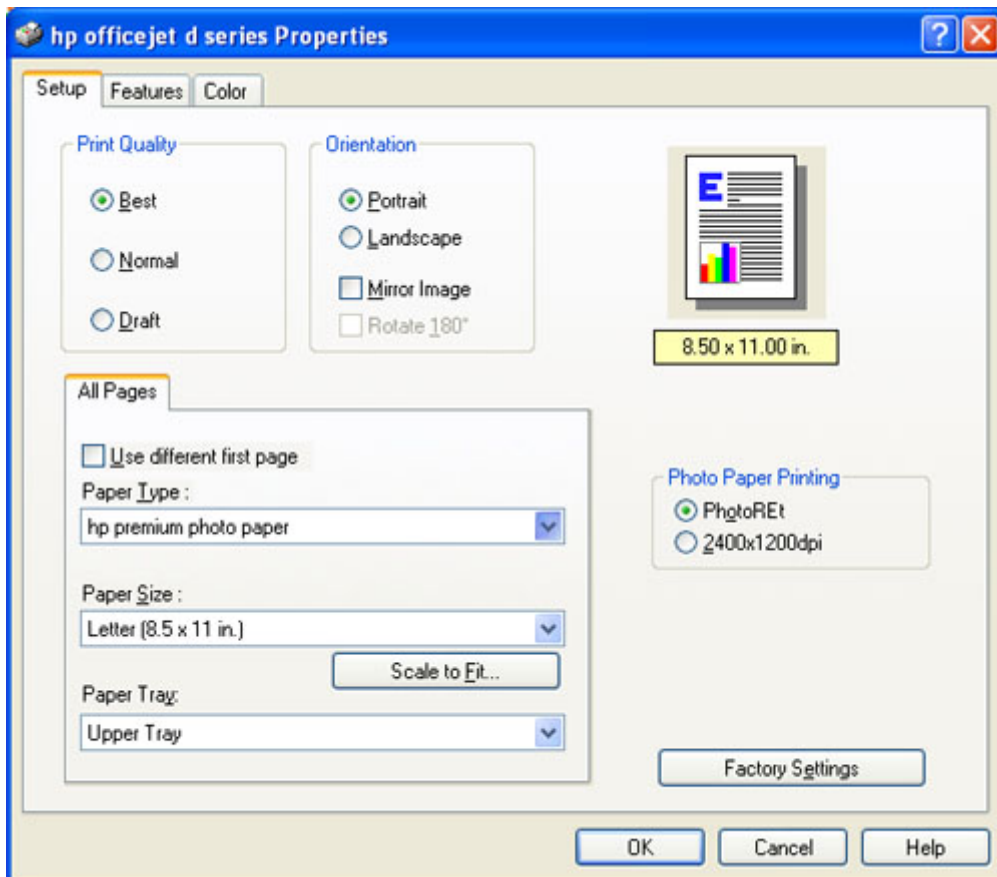 hp officejet d series Properties
Setup Features Color
Print Quality
Best
Normal
Draft
Orientation
Portrait
Landscape
Mirror Image
Rotate 180°
E
8.50 x 11.00 in.
All Pages
Use different first page
Paper Type :
hp premium photo paper
Paper Size :
Letter (8.5 x 11 in.)
Scale to Fit...
Paper Tray:
Upper Tray
Photo Paper Printing
PhotoREt
2400x1200dpi
Factory Settings
OK Cancel Help